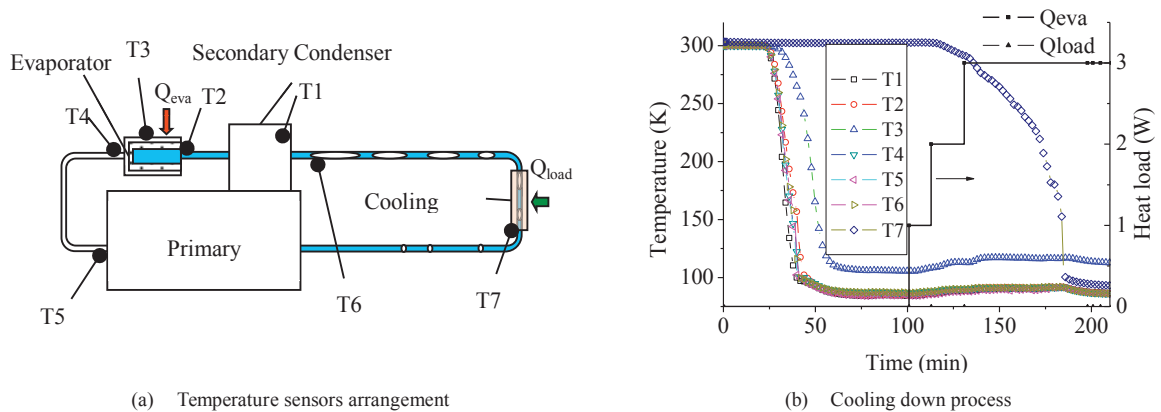 T3
Secondary Condenser
Evaporator
Qeva
T2
T1
T4
Qload
Cooling
Primary
T5
T6
T7
(a) Temperature sensors arrangement
Qeva
Qload
Temperature (K)
300
250
200
150
100
T1
T2
T3
T4
T5
T6
T7
3
2
1
0
Heat load (W)
0 50 100 150 200
Time (min)
(b) Cooling down process